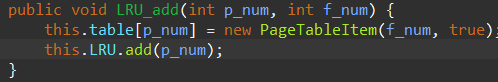 public void LRU_add(int p_num, int f_num) {
    this.table[p_num] = new PageTableItem(f_num, true);
    this.LRU.add(p_num);
}